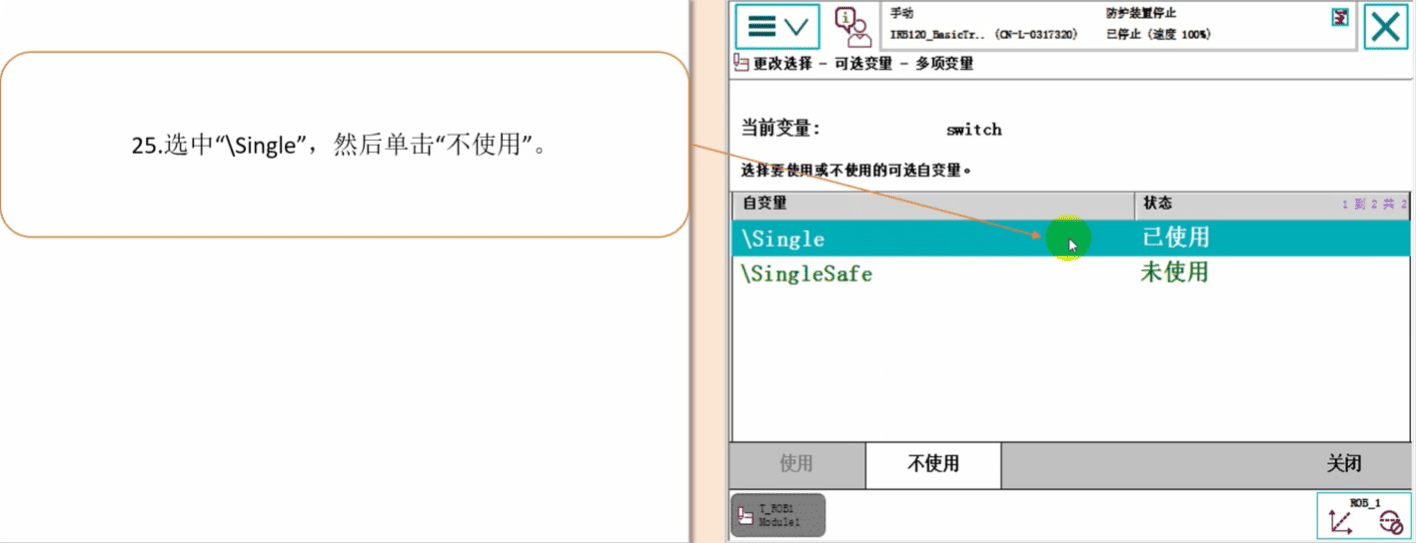 25.选中“\Single”，然后单击“不使用”。
手动
防护装置停止
IRB120_BasicTr.. (CN-L-0317320)
已停止 (速度 100%)
更改选择 - 可选变量 - 多项变量
当前变量:
switch
选择要使用或不使用的可选自变量。
自变量
状态
1 到 2 共 2
\Single
已使用
\SingleSafe
未使用
使用
不使用
关闭
T_ROB1
Module1
ROB_1